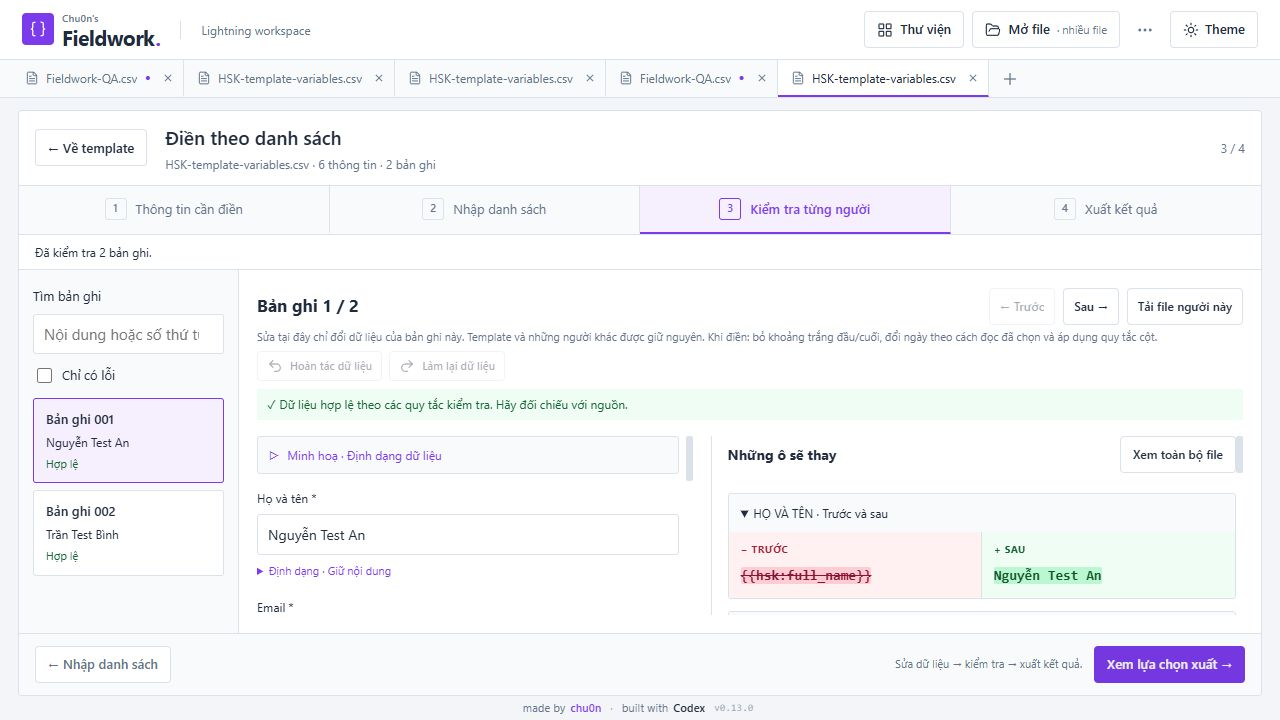 { }
Chu0n's
Fieldwork.
Lightning workspace
Thư viện
Mở file · nhiều file
Theme
Fieldwork-QA.csv
HSK-template-variables.csv
HSK-template-variables.csv
Fieldwork-QA.csv
HSK-template-variables.csv
← Về template
Điền theo danh sách
HSK-template-variables.csv · 6 thông tin · 2 bản ghi
3 / 4
1 Thông tin cần điền
2 Nhập danh sách
3 Kiểm tra từng người
4 Xuất kết quả
Đã kiểm tra 2 bản ghi.
Tìm bản ghi
Nội dung hoặc số thứ tự
Chỉ có lỗi
Bản ghi 001
Nguyễn Test An
Hợp lệ
Bản ghi 002
Trần Test Bình
Hợp lệ
Bản ghi 1 / 2
← Trước
Sau →
Tải file người này
Sửa tại đây chỉ đổi dữ liệu của bản ghi này. Template và những người khác được giữ nguyên. Khi điền: bỏ khoảng trắng đầu/cuối, đổi ngày theo cách đọc đã chọn và áp dụng quy tắc cột.
Hoàn tác dữ liệu
Làm lại dữ liệu
✓ Dữ liệu hợp lệ theo các quy tắc kiểm tra. Hãy đối chiếu với nguồn.
Minh hoạ · Định dạng dữ liệu
Họ và tên *
Nguyễn Test An
Định dạng · Giữ nội dung
Email *
Những ô sẽ thay
Xem toàn bộ file
HỌ VÀ TÊN · Trước và sau
− TRƯỚC
{{hsk:full_name}}
+ SAU
Nguyễn Test An
← Nhập danh sách
Sửa dữ liệu → kiểm tra → xuất kết quả.
Xem lựa chọn xuất →
made by chu0n · built with Codex v0.13.0